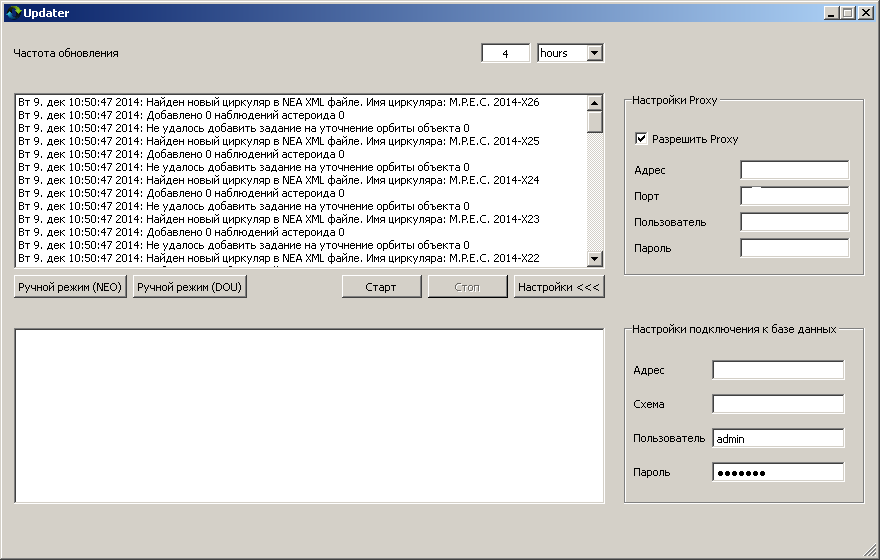 Updater
Частота обновления 4 hours
Вт 9. дек 10:50:47 2014: Найден новый циркуляр в NEA XML файле. Имя циркуляра: M.P.E.C. 2014-X26
Вт 9. дек 10:50:47 2014: Добавлено 0 наблюдений астероида 0
Вт 9. дек 10:50:47 2014: Не удалось добавить задание на уточнение орбиты объекта 0
Вт 9. дек 10:50:47 2014: Найден новый циркуляр в NEA XML файле. Имя циркуляра: M.P.E.C. 2014-X25
Вт 9. дек 10:50:47 2014: Добавлено 0 наблюдений астероида 0
Вт 9. дек 10:50:47 2014: Не удалось добавить задание на уточнение орбиты объекта 0
Вт 9. дек 10:50:47 2014: Найден новый циркуляр в NEA XML файле. Имя циркуляра: M.P.E.C. 2014-X24
Вт 9. дек 10:50:47 2014: Добавлено 0 наблюдений астероида 0
Вт 9. дек 10:50:47 2014: Не удалось добавить задание на уточнение орбиты объекта 0
Вт 9. дек 10:50:47 2014: Найден новый циркуляр в NEA XML файле. Имя циркуляра: M.P.E.C. 2014-X23
Вт 9. дек 10:50:47 2014: Добавлено 0 наблюдений астероида 0
Вт 9. дек 10:50:47 2014: Не удалось добавить задание на уточнение орбиты объекта 0
Вт 9. дек 10:50:47 2014: Найден новый циркуляр в NEA XML файле. Имя циркуляра: M.P.E.C. 2014-X22
Ручной режим (NEO) Ручной режим (DOU) Старт Стоп Настройки <<<
Настройки Proxy
Разрешить Proxy
Адрес
Порт
Пользователь
Пароль
Настройки подключения к базе данных
Адрес
Схема
Пользователь admin
Пароль ●●●●●●●